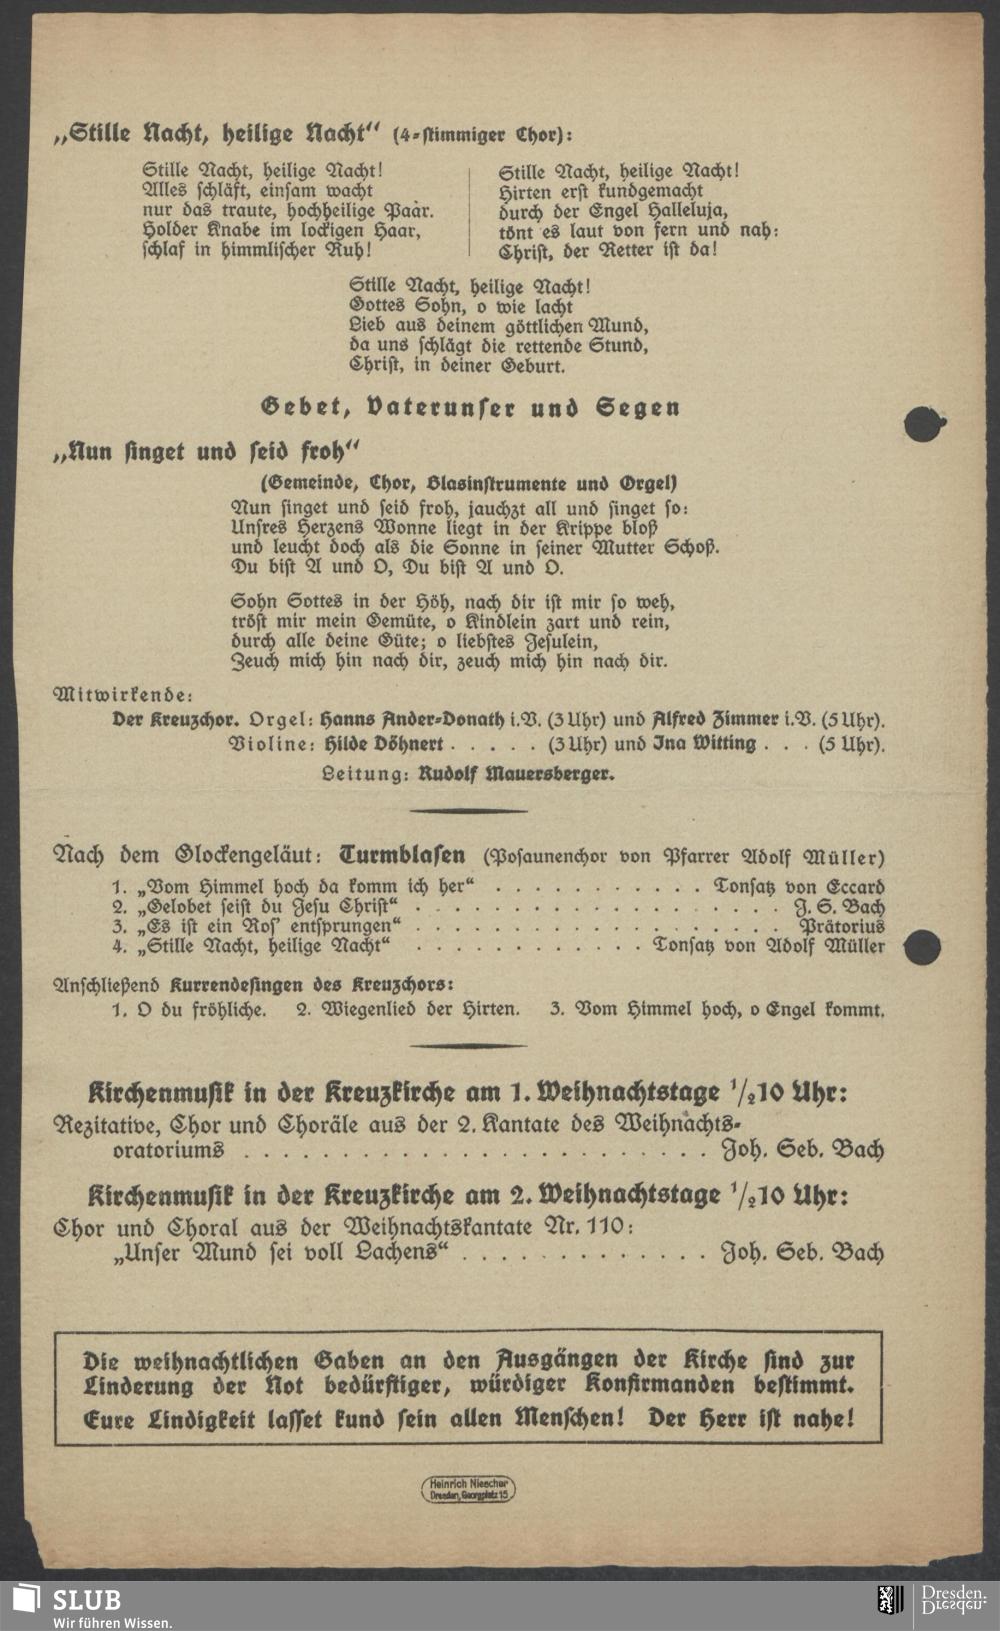 „Stille Nacht, heilige Nacht“ (4-stimmiger Chor):
Stille Nacht, heilige Nacht!
Alles schläft, einsam wacht
nur das traute, hochheilige Paar.
Holder Knabe im lockigen Haar,
schlaf in himmlischer Ruh!
Stille Nacht, heilige Nacht!
Hirten erst kundgemacht
durch der Engel Halleluja,
tönt es laut von fern und nah:
Christ, der Retter ist da!
Stille Nacht, heilige Nacht!
Gottes Sohn, o wie lacht
Lieb aus deinem göttlichen Mund,
da uns schlägt die rettende Stund,
Christ, in deiner Geburt.
Gebet, Vaterunser und Segen
„Nun singet und seid froh“
(Gemeinde, Chor, Blasinstrumente und Orgel)
Nun singet und seid froh, jauchzt all und singet so:
Unsres Herzens Wonne liegt in der Krippe bloß
und leucht doch als die Sonne in seiner Mutter Schoß.
Du bist A und O, Du bist A und O.
Sohn Gottes in der Höh, nach dir ist mir so weh,
tröst mir mein Gemüte, o Kindlein zart und rein,
durch alle deine Güte; o liebstes Jesulein,
Zeuch mich hin nach dir, zeuch mich hin nach dir.
Mitwirkende:
Der Kreuzchor. Orgel: Hanns Ander-Donath i.V. (3 Uhr) und Alfred Zimmer i.V. (5 Uhr).
Violine: Hilde Döhnert . . . . . (3 Uhr) und Ina Witting . . . (5 Uhr).
Leitung: Rudolf Mauersberger.
Nach dem Glockengeläut: Turmblasen (Posaunenchor von Pfarrer Adolf Müller)
1. „Vom Himmel hoch da komm ich her“ . . . . . . . . . . . Tonsatz von Eccard
2. „Gelobet seist du Jesu Christ“ . . . . . . . . . . . . . . . . . . . J. S. Bach
3. „Es ist ein Ros' entsprungen“ . . . . . . . . . . . . . . . . . . . Prätorius
4. „Stille Nacht, heilige Nacht“ . . . . . . . . . . . . Tonsatz von Adolf Müller
Anschließend Kurrendesingen des Kreuzchors:
1. O du fröhliche. 2. Wiegenlied der Hirten. 3. Vom Himmel hoch, o Engel kommt.
Kirchenmusik in der Kreuzkirche am 1. Weihnachtstage 1/2 10 Uhr:
Rezitative, Chor und Choräle aus der 2. Kantate des Weihnachts-
oratoriums . . . . . . . . . . . . . . . . . . . . . . . . Joh. Seb. Bach
Kirchenmusik in der Kreuzkirche am 2. Weihnachtstage 1/2 10 Uhr:
Chor und Choral aus der Weihnachtskantate Nr. 110:
„Unser Mund sei voll Lachens“ . . . . . . . . . . . . . Joh. Seb. Bach
Die weihnachtlichen Gaben an den Ausgängen der Kirche sind zur
Linderung der Not bedürftiger, würdiger Konfirmanden bestimmt.
Eure Lindigkeit lasset kund sein allen Menschen! Der Herr ist nahe!
Heinrich Niescher
Dresden, Georgplatz 15
SLUB
Wir führen Wissen.
Dresden.
Dresden.